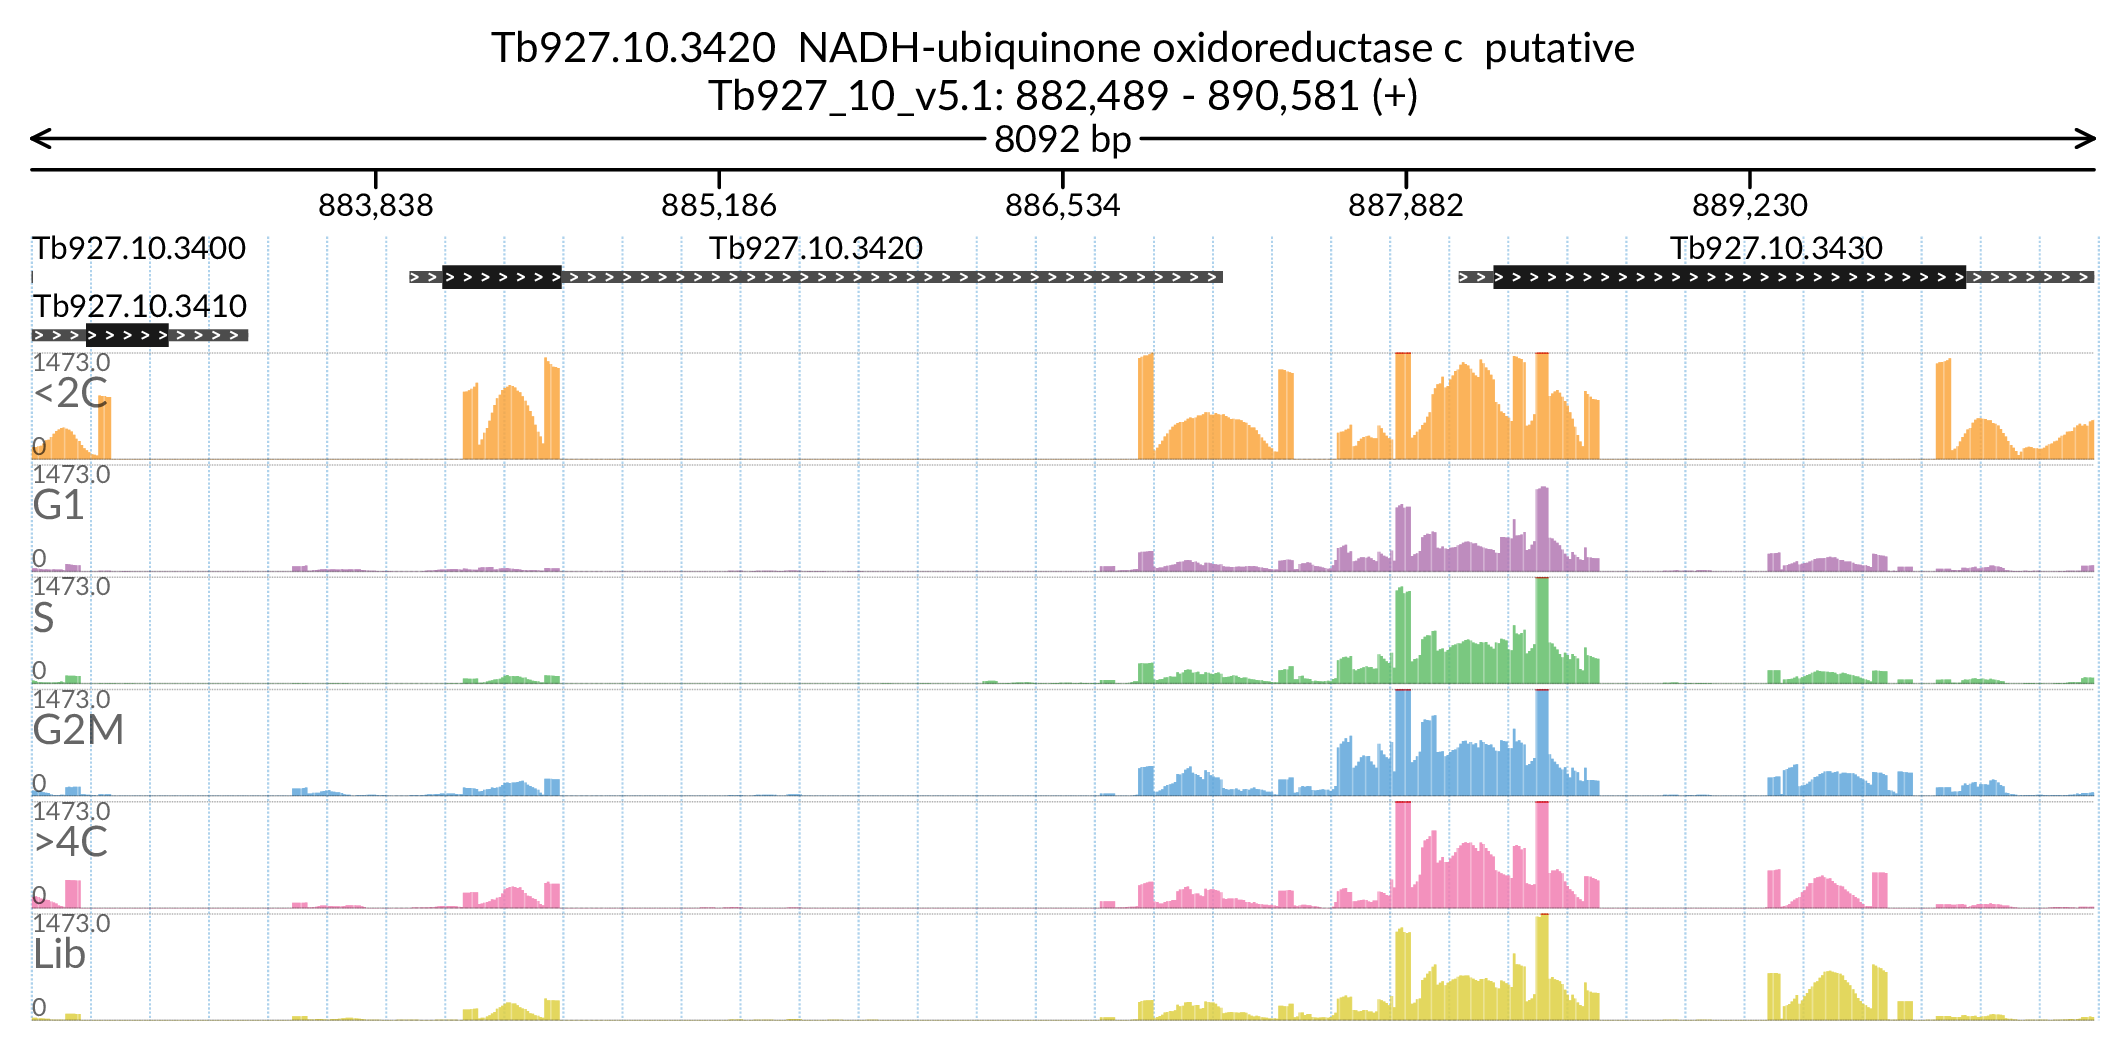 Tb927.10.3420  NADH-ubiquinone oxidoreductase c  putative
Tb927_10_v5.1: 882,489 - 890,581 (+)
8092 bp
883,838 885,186 886,534 887,882 889,230
Tb927.10.3400 Tb927.10.3420 Tb927.10.3430
Tb927.10.3410
1473.0
<2C
0
1473.0
G1
0
1473.0
S
0
1473.0
G2M
0
1473.0
>4C
0
1473.0
Lib
0